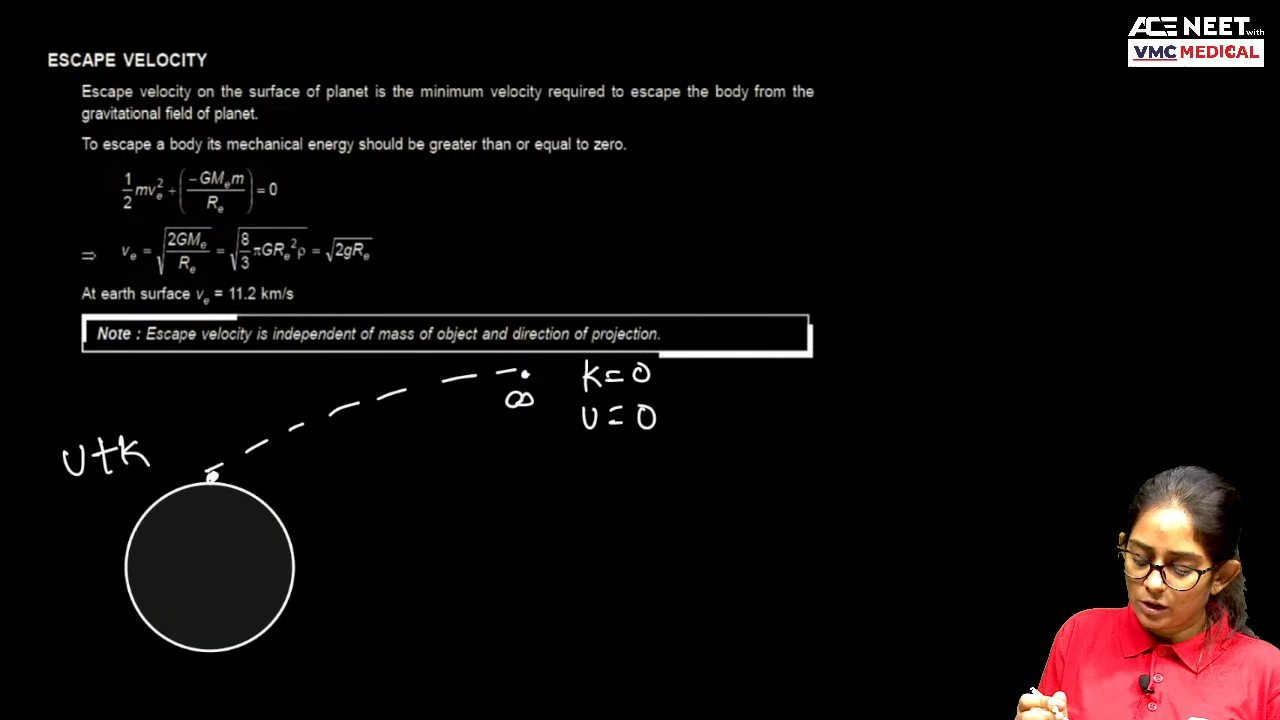 ACE NEET with
VMC MEDICAL
ESCAPE VELOCITY
Escape velocity on the surface of planet is the minimum velocity required to escape the body from the
gravitational field of planet.
To escape a body its mechanical energy should be greater than or equal to zero.
1/2 mv_e^2 + (-GM_e m / R_e) = 0
⇒ v_e = √(2GM_e / R_e) = √(8/3 πGR_e^2 ρ) = √(2gR_e)
At earth surface v_e = 11.2 km/s
Note : Escape velocity is independent of mass of object and direction of projection.
∞
K = 0
U = 0
U+K